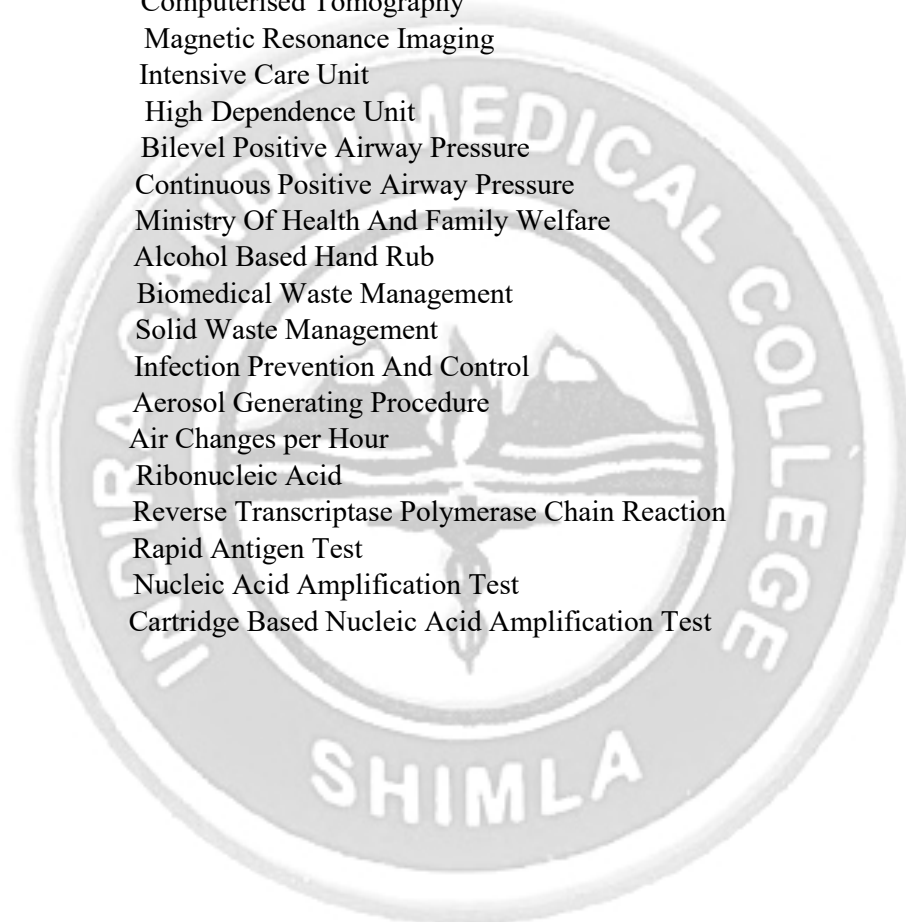 Computerised Tomography
Magnetic Resonance Imaging
Intensive Care Unit
High Dependence Unit
Bilevel Positive Airway Pressure
Continuous Positive Airway Pressure
Ministry Of Health And Family Welfare
Alcohol Based Hand Rub
Biomedical Waste Management
Solid Waste Management
Infection Prevention And Control
Aerosol Generating Procedure
Air Changes per Hour
Ribonucleic Acid
Reverse Transcriptase Polymerase Chain Reaction
Rapid Antigen Test
Nucleic Acid Amplification Test
Cartridge Based Nucleic Acid Amplification Test
INDIRA GANDHI MEDICAL COLLEGE
SHIMLA